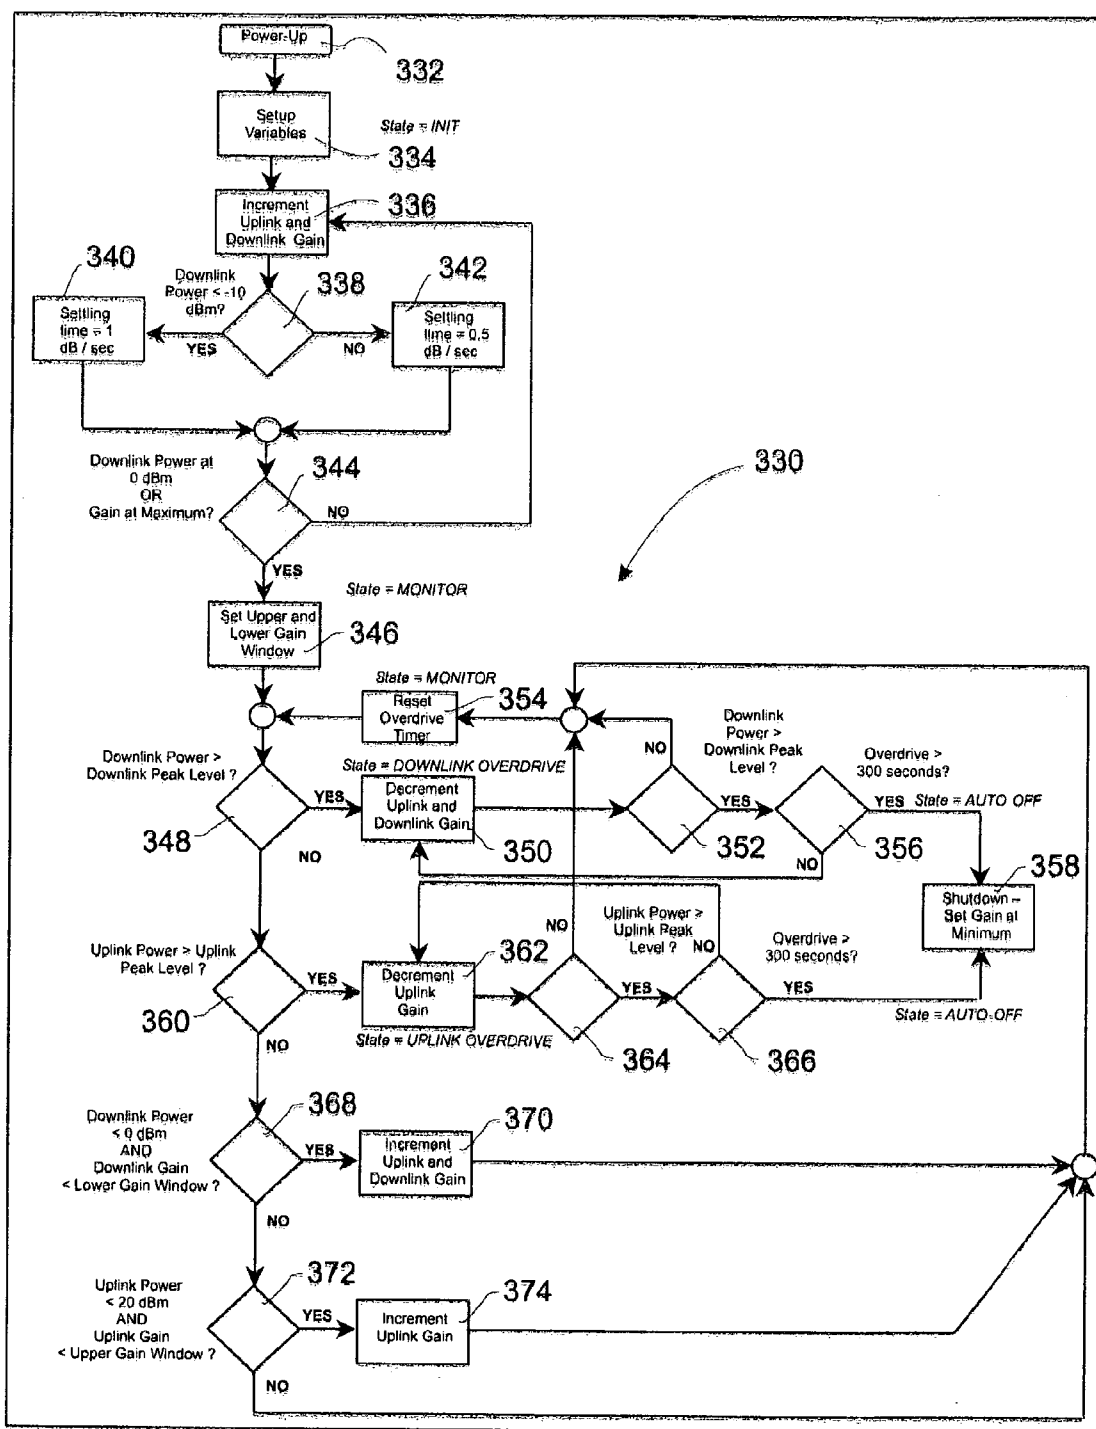 Power-Up
332
Setup
Variables
State = INIT
334
Increment
Uplink and
Downlink Gain
336
340
Downlink
Power < -10
dBm?
338
342
Settling
time = 1
dB / sec
YES
NO
Settling
time = 0.5
dB / sec
Downlink Power at
0 dBm
OR
Gain at Maximum?
344
NO
330
YES
State = MONITOR
Set Upper and
Lower Gain
Window
346
State = MONITOR
Reset
Overdrive
Timer
354
Downlink
Power >
Downlink Peak
Level ?
NO
Overdrive >
300 seconds?
Downlink Power >
Downlink Peak Level ?
State = DOWNLINK OVERDRIVE
YES
Decrement
Uplink and
Downlink Gain
YES
YES
State = AUTO OFF
348
350
352
356
NO
NO
358
Shutdown –
Set Gain at
Minimum
Uplink Power > Uplink
Peak Level ?
362
NO
Uplink Power >
Uplink Peak
Level ?
NO
Overdrive >
300 seconds?
YES
Decrement
Uplink
Gain
YES
YES
State = AUTO-OFF
360
State = UPLINK OVERDRIVE
364
366
NO
Downlink Power
< 0 dBm
AND
Downlink Gain
< Lower Gain Window ?
368
YES
370
Increment
Uplink and
Downlink Gain
NO
Uplink Power
< 20 dBm
AND
Uplink Gain
< Upper Gain Window ?
372
YES
374
Increment
Uplink Gain
NO